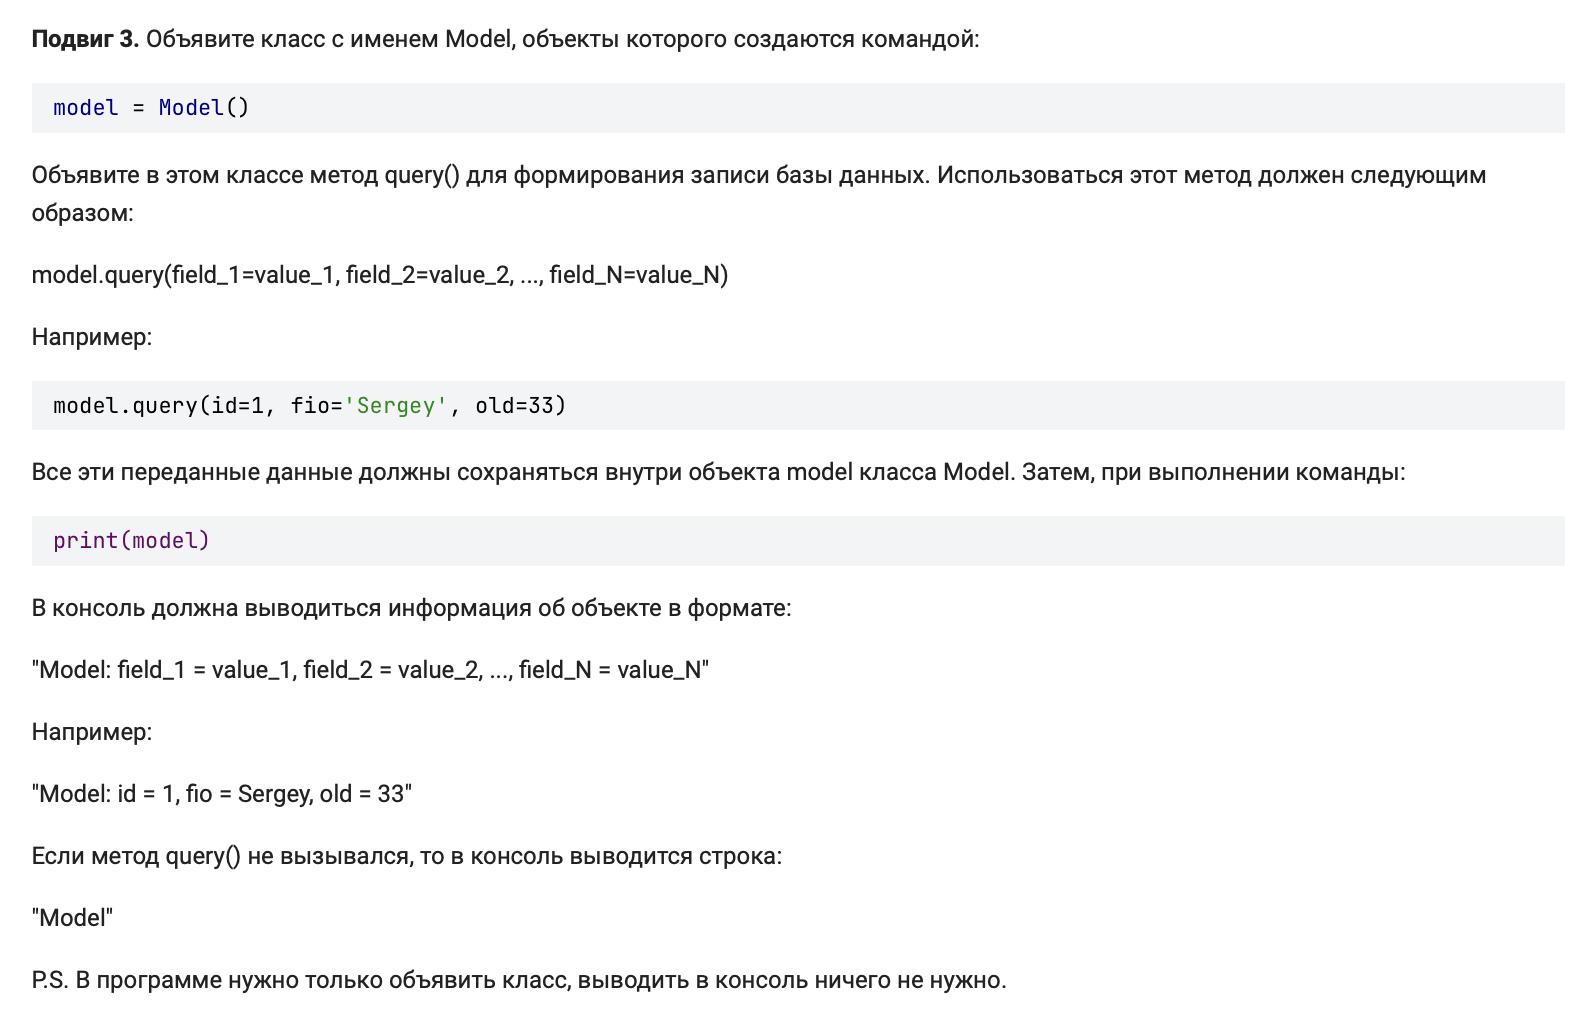 Подвиг 3. Объявите класс с именем Model, объекты которого создаются командой:
model = Model()
Объявите в этом классе метод query() для формирования записи базы данных. Использоваться этот метод должен следующим
образом:
model.query(field_1=value_1, field_2=value_2, ..., field_N=value_N)
Например:
model.query(id=1, fio='Sergey', old=33)
Все эти переданные данные должны сохраняться внутри объекта model класса Model. Затем, при выполнении команды:
print(model)
В консоль должна выводиться информация об объекте в формате:
"Model: field_1 = value_1, field_2 = value_2, ..., field_N = value_N"
Например:
"Model: id = 1, fio = Sergey, old = 33"
Если метод query() не вызывался, то в консоль выводится строка:
"Model"
P.S. В программе нужно только объявить класс, выводить в консоль ничего не нужно.